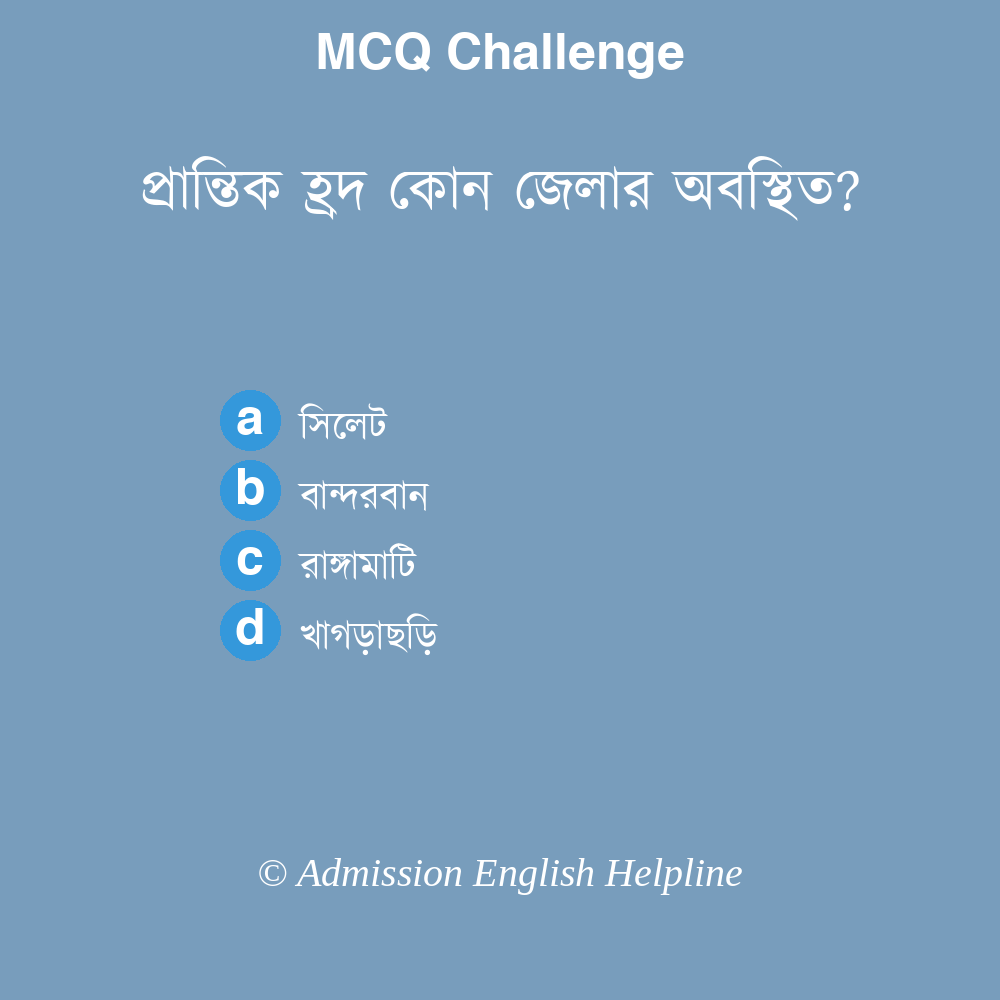 MCQ Challenge
প্রান্তিক হ্রদ কোন জেলার অবস্থিত?
a সিলেট
b বান্দরবান
c রাঙ্গামাটি
d খাগড়াছড়ি
© Admission English Helpline